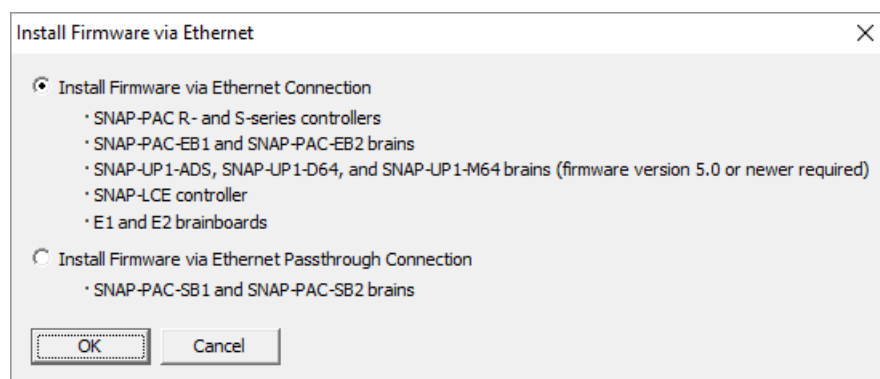 Install Firmware via Ethernet
Install Firmware via Ethernet Connection
· SNAP-PAC R- and S-series controllers
· SNAP-PAC-EB1 and SNAP-PAC-EB2 brains
· SNAP-UP1-ADS, SNAP-UP1-D64, and SNAP-UP1-M64 brains (firmware version 5.0 or newer required)
· SNAP-LCE controller
· E1 and E2 brainboards
Install Firmware via Ethernet Passthrough Connection
· SNAP-PAC-SB1 and SNAP-PAC-SB2 brains
OK Cancel